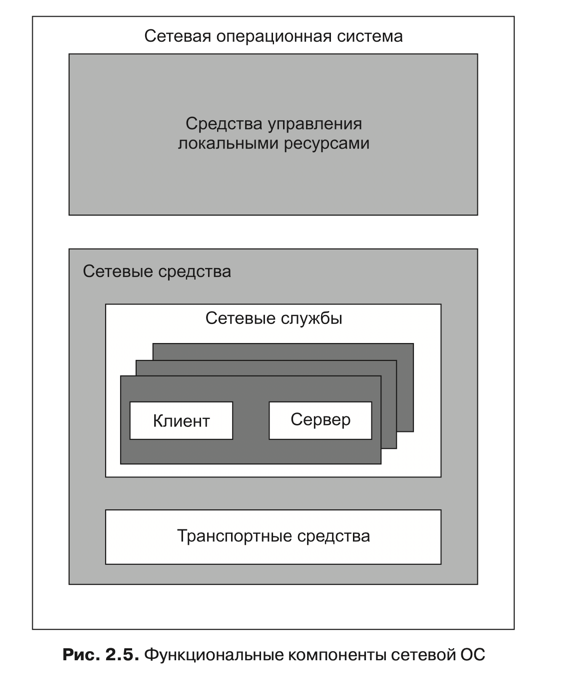 Сетевая операционная система
Средства управления
локальными ресурсами
Сетевые средства
Сетевые службы
Клиент
Сервер
Транспортные средства
Рис. 2.5. Функциональные компоненты сетевой ОС